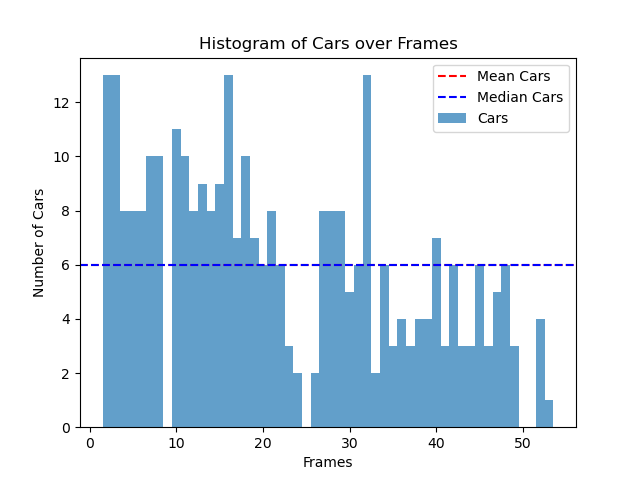 Histogram of Cars over Frames
Mean Cars
Median Cars
Cars
Number of Cars
12
10
8
6
4
2
0
0 10 20 30 40 50
Frames